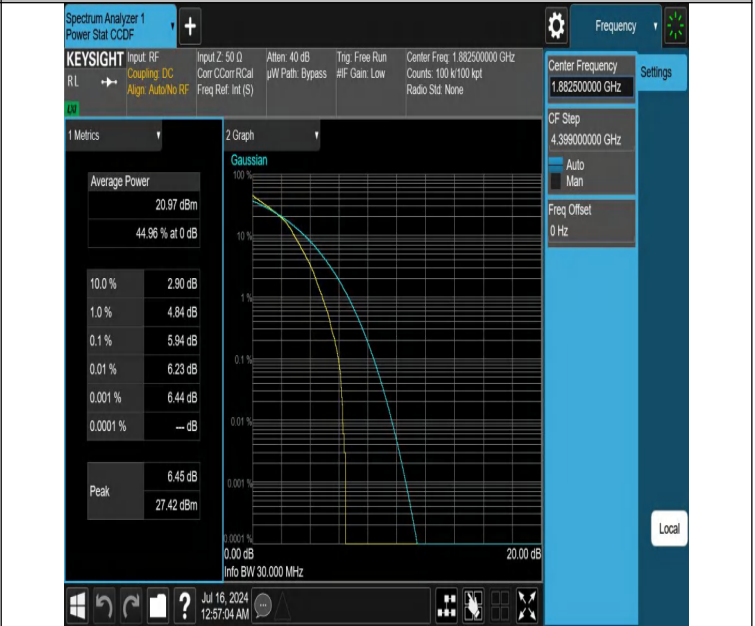 Spectrum Analyzer 1
Power Stat CCDF
+
Frequency
KEYSIGHT
RL
Input: RF
Coupling: DC
Align: Auto/No RF
Input Z: 50 Ω
Corr CCorr RCal
Freq Ref: Int (S)
Atten: 40 dB
µW Path: Bypass
Trig: Free Run
#IF Gain: Low
Center Freq: 1.882500000 GHz
Counts: 100 k/100 kpt
Radio Std: None
Center Frequency
1.882500000 GHz
Settings
CF Step
4.399000000 GHz
Auto
Man
Freq Offset
0 Hz
1 Metrics
Average Power
20.97 dBm
44.96 % at 0 dB
10.0 % 2.90 dB
1.0 % 4.84 dB
0.1 % 5.94 dB
0.01 % 6.23 dB
0.001 % 6.44 dB
0.0001 % --- dB
Peak
6.45 dB
27.42 dBm
2 Graph
Gaussian
100 %
10 %
1 %
0.1 %
0.01 %
0.001 %
0.0001 %
0.00 dB 20.00 dB
Info BW 30.000 MHz
Local
?
Jul 16, 2024
12:57:04 AM